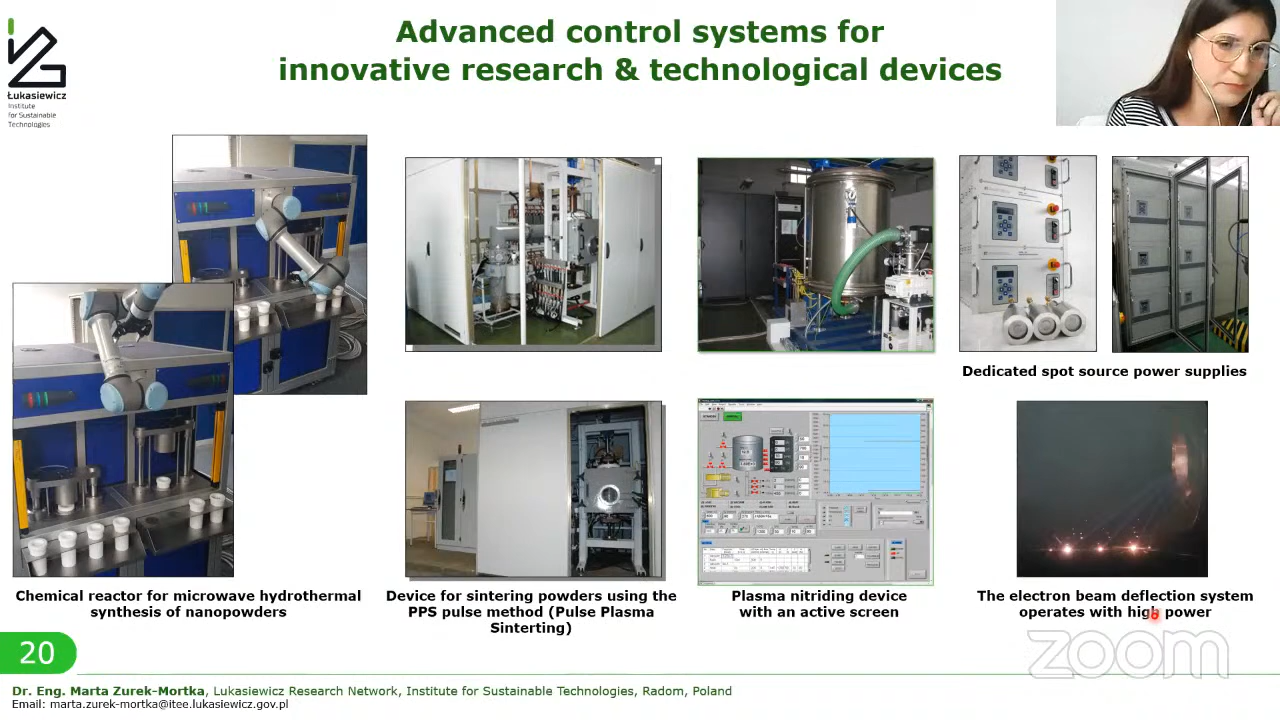 Advanced control systems for
innovative research & technological devices
Łukasiewicz
Institute
for Sustainable
Technologies
Dedicated spot source power supplies
Chemical reactor for microwave hydrothermal
synthesis of nanopowders
Device for sintering powders using the
PPS pulse method (Pulse Plasma
Sinterting)
Plasma nitriding device
with an active screen
The electron beam deflection system
operates with high power
zoom
20
Dr. Eng. Marta Zurek-Mortka, Lukasiewicz Research Network, Institute for Sustainable Technologies, Radom, Poland
Email: marta.zurek-mortka@itee.lukasiewicz.gov.pl